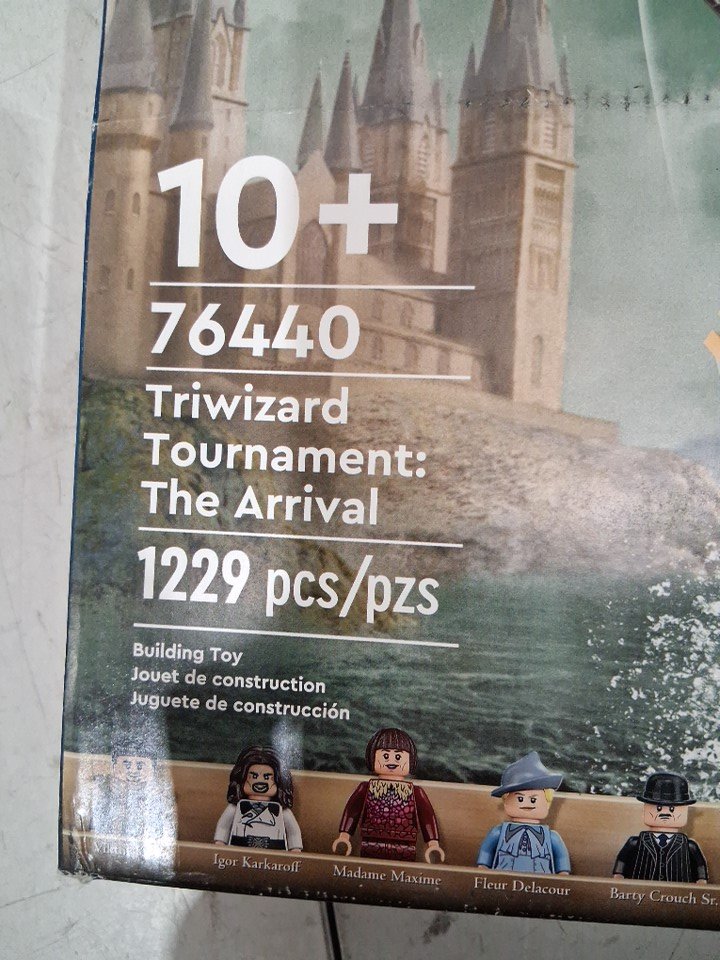 10+
76440
Triwizard
Tournament:
The Arrival
1229 pcs/pzs
Building Toy
Jouet de construction
Juguete de construcción
Igor Karkaroff
Madame Maxime
Fleur Delacour
Barty Crouch Sr.